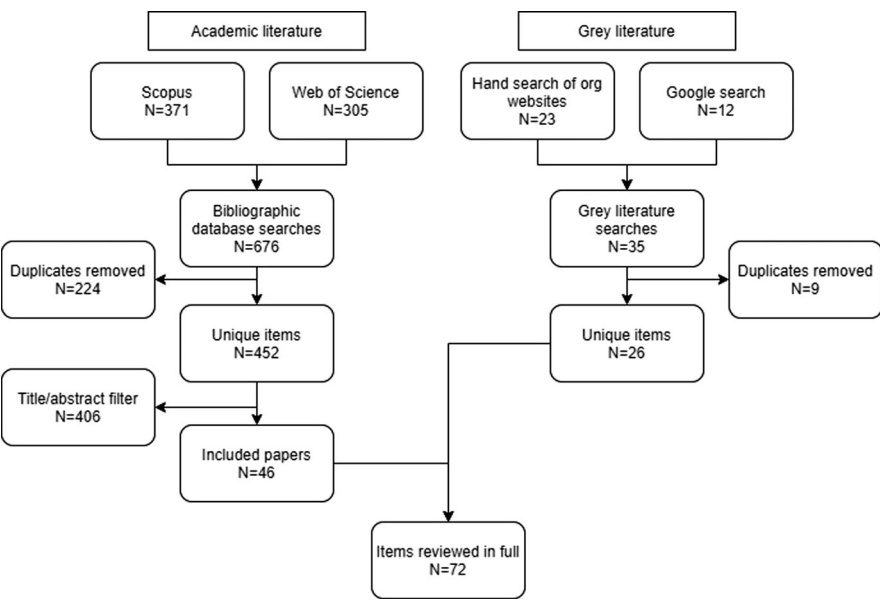 Academic literature
Grey literature
Scopus
N=371
Web of Science
N=305
Hand search of org
websites
N=23
Google search
N=12
Bibliographic
database searches
N=676
Grey literature
searches
N=35
Duplicates removed
N=224
Duplicates removed
N=9
Unique items
N=452
Unique items
N=26
Title/abstract filter
N=406
Included papers
N=46
Items reviewed in full
N=72